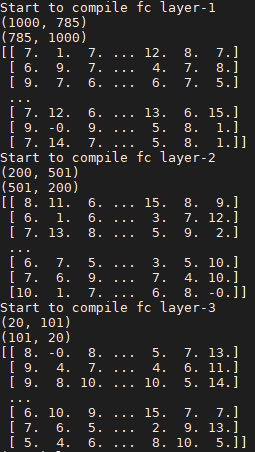 Start to compile fc layer-1
(1000, 785)
(785, 1000)
[[ 7.  1.  7. ... 12.  8.  7.]
 [ 6.  9.  7. ...  4.  7.  8.]
 [ 9.  7.  6. ...  6.  7.  5.]
 ...
 [ 7. 12.  6. ... 13.  6. 15.]
 [ 9. -0.  9. ...  5.  8.  1.]
 [ 7. 14.  7. ...  5.  8.  1.]]
Start to compile fc layer-2
(200, 501)
(501, 200)
[[ 8. 11.  6. ... 15.  8.  9.]
 [ 6.  1.  6. ...  3.  7. 12.]
 [ 7. 13.  8. ...  5.  9.  2.]
 ...
 [ 6.  7.  5. ...  3.  5. 10.]
 [ 7.  6.  9. ...  7.  4. 10.]
 [10.  1.  7. ...  6.  8. -0.]]
Start to compile fc layer-3
(20, 101)
(101, 20)
[[ 8. -0.  8. ...  5.  7. 13.]
 [ 9.  4.  7. ...  4.  6. 11.]
 [ 9.  8. 10. ... 10.  5. 14.]
 ...
 [ 6. 10.  9. ... 15.  7.  7.]
 [ 7.  6.  5. ...  2.  9. 13.]
 [ 5.  4.  6. ...  8. 10.  5.]]